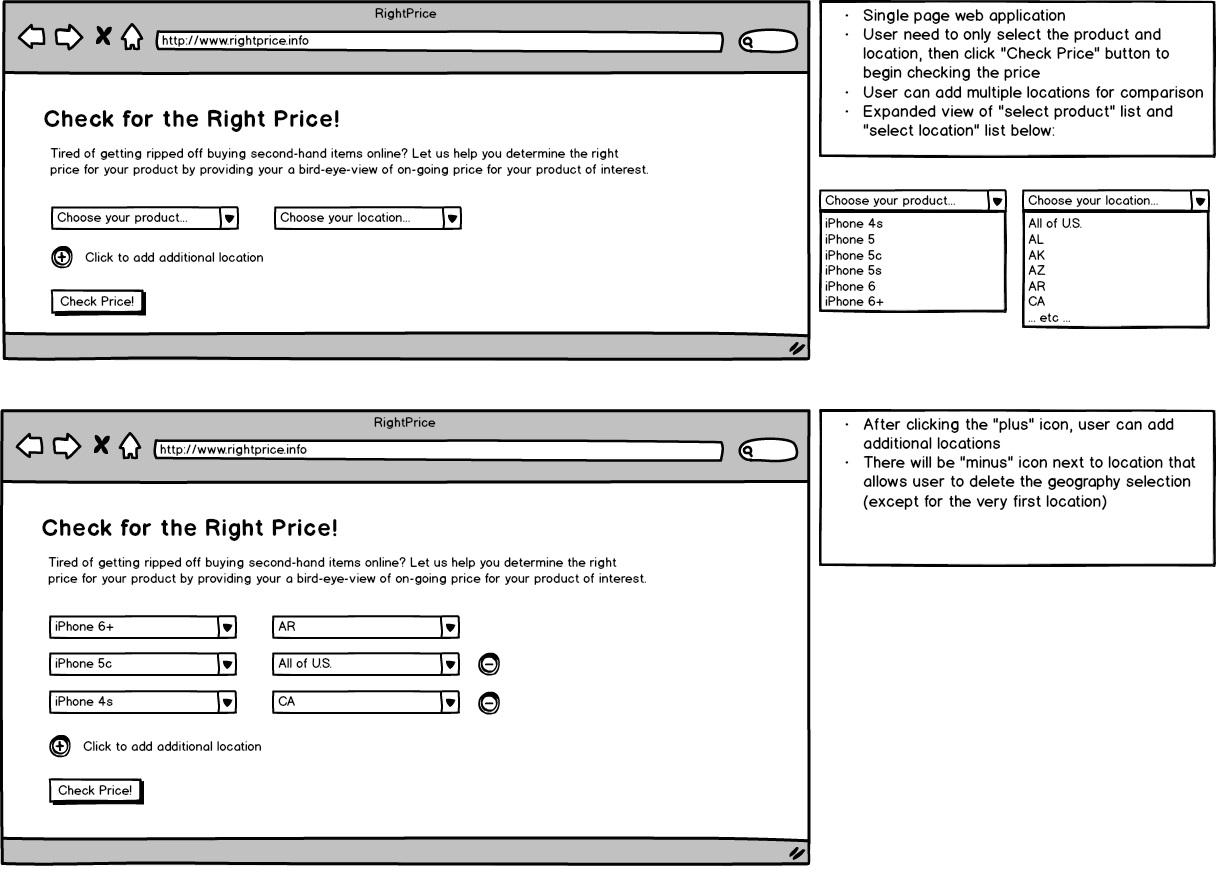 RightPrice
http://www.rightprice.info
Check for the Right Price!
Tired of getting ripped off buying second-hand items online? Let us help you determine the right
price for your product by providing your a bird-eye-view of on-going price for your product of interest.
Choose your product...
Choose your location...
Click to add additional location
Check Price!
· Single page web application
· User need to only select the product and
location, then click "Check Price" button to
begin checking the price
· User can add multiple locations for comparison
· Expanded view of "select product" list and
"select location" list below:
Choose your product...
iPhone 4s
iPhone 5
iPhone 5c
iPhone 5s
iPhone 6
iPhone 6+
Choose your location...
All of U.S.
AL
AK
AZ
AR
CA
... etc ...
RightPrice
http://www.rightprice.info
Check for the Right Price!
Tired of getting ripped off buying second-hand items online? Let us help you determine the right
price for your product by providing your a bird-eye-view of on-going price for your product of interest.
iPhone 6+
AR
iPhone 5c
All of U.S.
iPhone 4s
CA
Click to add additional location
Check Price!
· After clicking the "plus" icon, user can add
additional locations
· There will be "minus" icon next to location that
allows user to delete the geography selection
(except for the very first location)